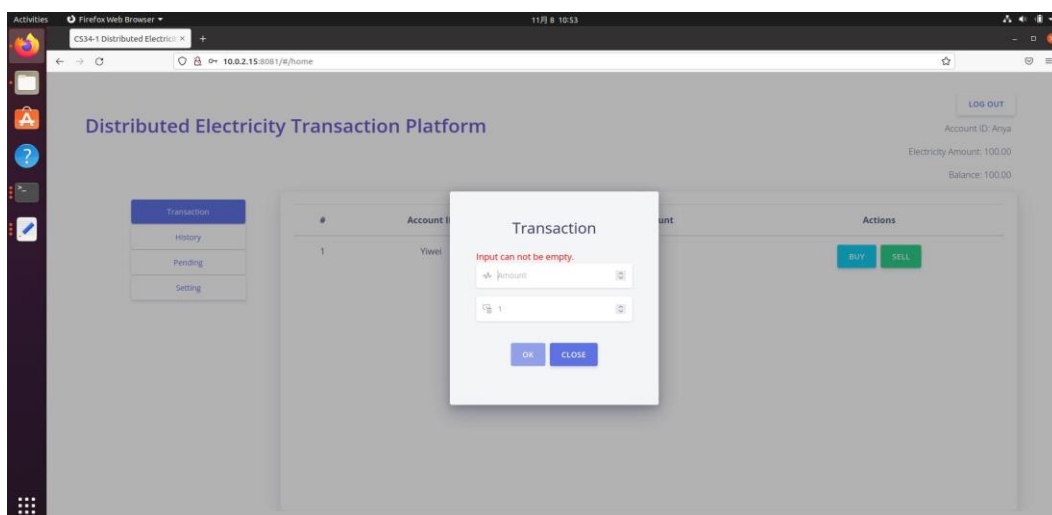 Activities Firefox Web Browser 11月 8 10:53
CS34-1 Distributed Electrici
10.0.2.15:8081/#/home
LOG OUT
Distributed Electricity Transaction Platform
Account ID: Anya
Electricity Amount: 100.00
Balance: 100.00
Transaction
History
Pending
Setting
# Account I unt Actions
1 Yiwei BUY SELL
Transaction
Input can not be empty.
Amount
1
OK CLOSE